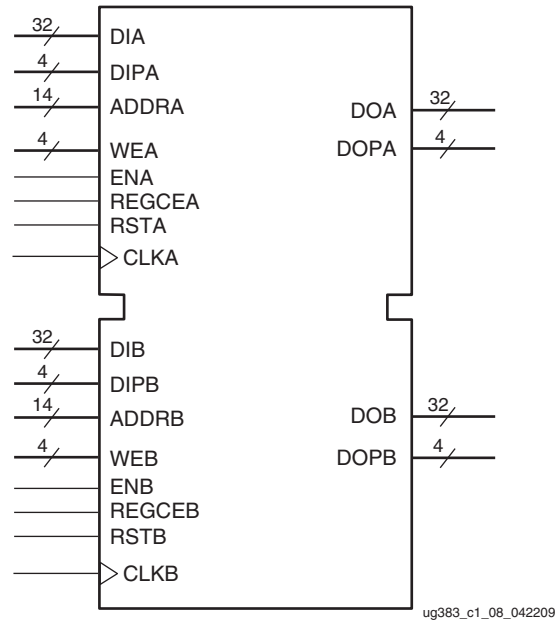 32 DIA
4 DIPA
14 ADDRA
DOA 32
4 WEA
DOPA 4
ENA
REGCEA
RSTA
CLKA
32 DIB
4 DIPB
14 ADDRB
DOB 32
4 WEB
DOPB 4
ENB
REGCEB
RSTB
CLKB
ug383_c1_08_042209